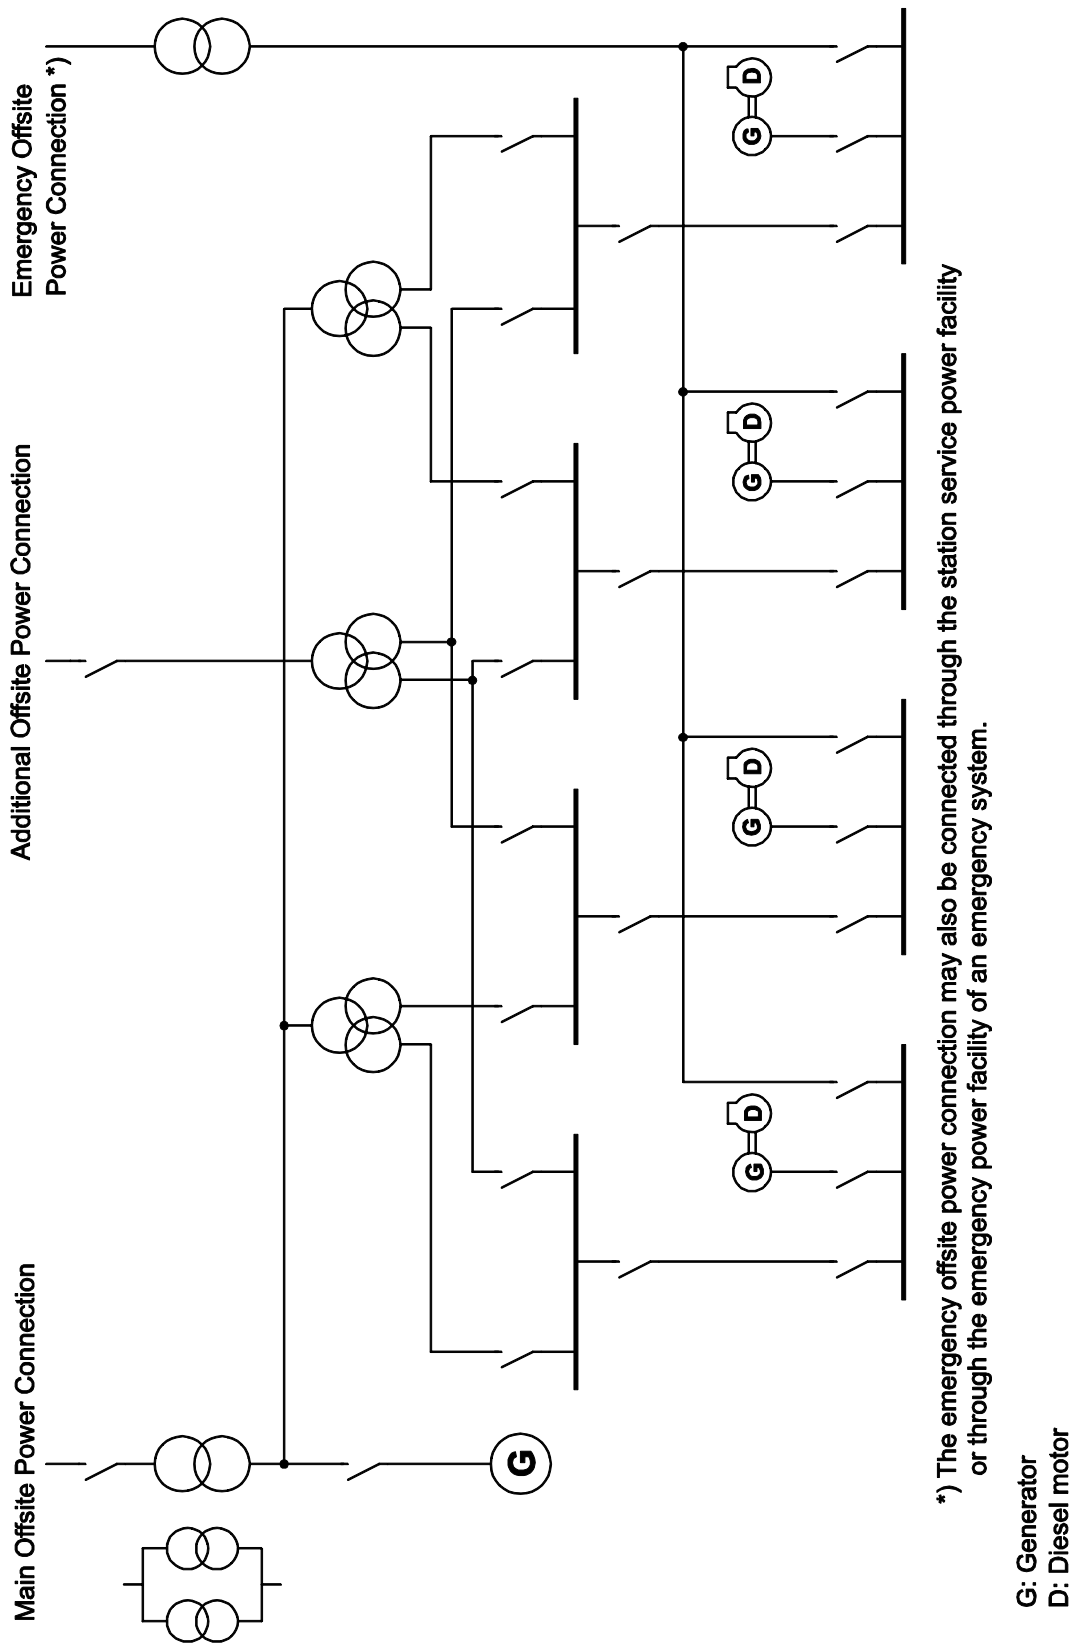 Main Offsite Power Connection
Additional Offsite Power Connection
Emergency Offsite
Power Connection *)
G
G
D
G
D
G
D
G
D
*) The emergency offsite power connection may also be connected through the station service power facility
or through the emergency power facility of an emergency system.
G: Generator
D: Diesel motor